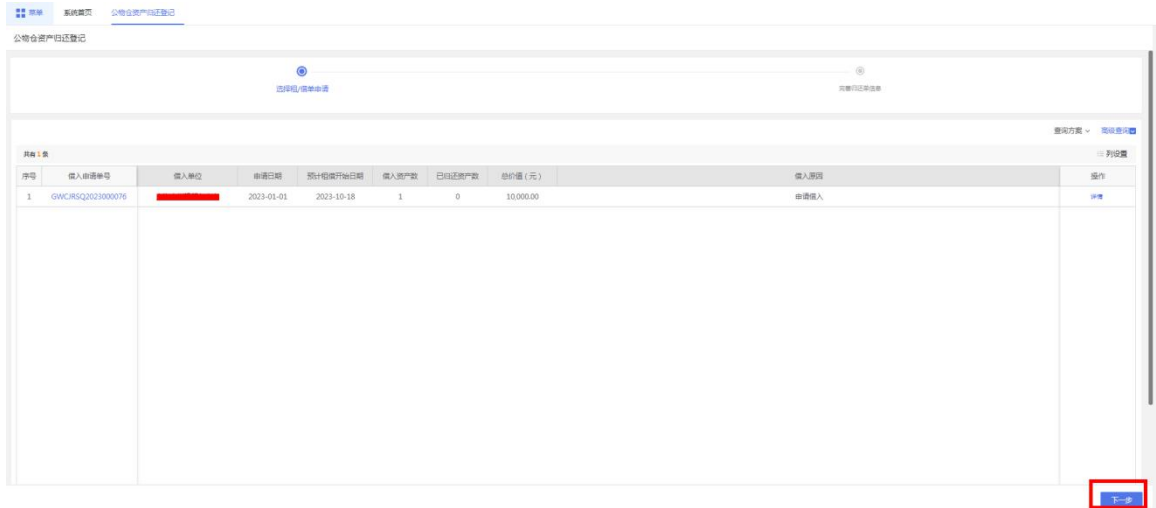 菜单 系统首页 公物仓资产归还登记
公物仓资产归还登记
选择租/借单申请 完善归还单信息
查询方案 高级查询
共有1条 列设置
序号 借入申请单号 借入单位 申请日期 预计租借开始日期 借入资产数 已归还资产数 总价值(元) 借入原因 操作
1 GWCJRSQ2023000076 2023-01-01 2023-10-18 1 0 10,000.00 申请借入 详情
下一步